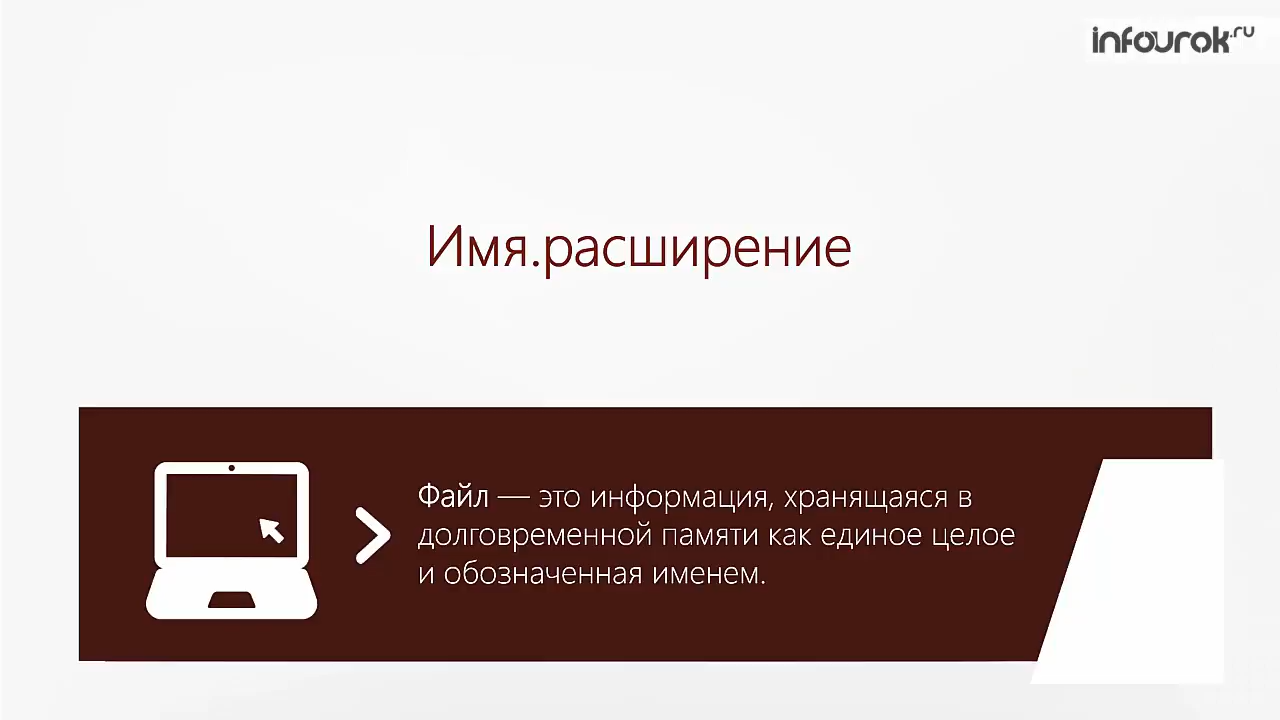 infourok.ru
Имя.расширение
Файл — это информация, хранящаяся в
долговременной памяти как единое целое
и обозначенная именем.